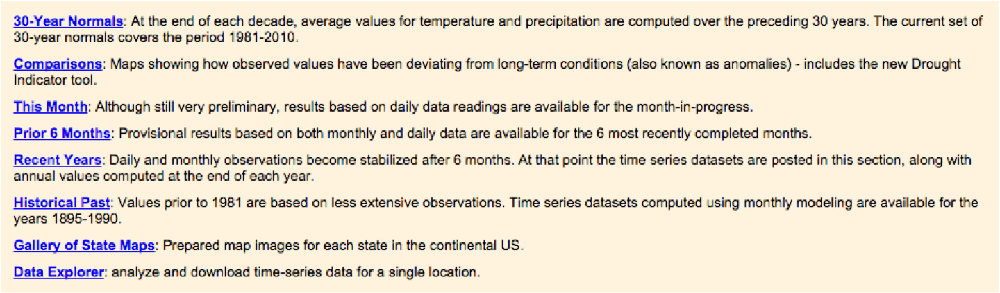 30-Year Normals: At the end of each decade, average values for temperature and precipitation are computed over the preceding 30 years. The current set of
30-year normals covers the period 1981-2010.
Comparisons: Maps showing how observed values have been deviating from long-term conditions (also known as anomalies) - includes the new Drought
Indicator tool.
This Month: Although still very preliminary, results based on daily data readings are available for the month-in-progress.
Prior 6 Months: Provisional results based on both monthly and daily data are available for the 6 most recently completed months.
Recent Years: Daily and monthly observations become stabilized after 6 months. At that point the time series datasets are posted in this section, along with
annual values computed at the end of each year.
Historical Past: Values prior to 1981 are based on less extensive observations. Time series datasets computed using monthly modeling are available for the
years 1895-1990.
Gallery of State Maps: Prepared map images for each state in the continental US.
Data Explorer: analyze and download time-series data for a single location.